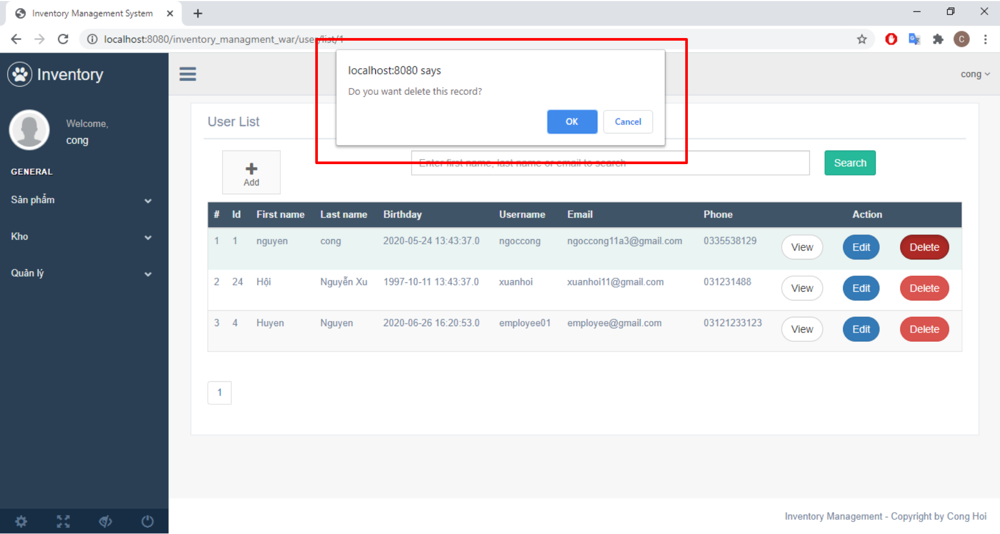 Inventory Management System
localhost:8080/inventory_managment_war/user/list/1
C
Inventory
cong
Welcome,
cong
GENERAL
Sản phẩm
Kho
Quản lý
localhost:8080 says
Do you want delete this record?
OK Cancel
User List
Add
Enter first name, last name or email to search
Search
# Id First name Last name Birthday Username Email Phone Action
1 1 nguyen cong 2020-05-24 13:43:37.0 ngoccong ngoccong11a3@gmail.com 0335538129 View Edit Delete
2 24 Hội Nguyễn Xu 1997-10-11 13:43:37.0 xuanhoi xuanhoi11@gmail.com 031231488 View Edit Delete
3 4 Huyen Nguyen 2020-06-26 16:20:53.0 employee01 employee@gmail.com 03121233123 View Edit Delete
1
Inventory Management - Copyright by Cong Hoi